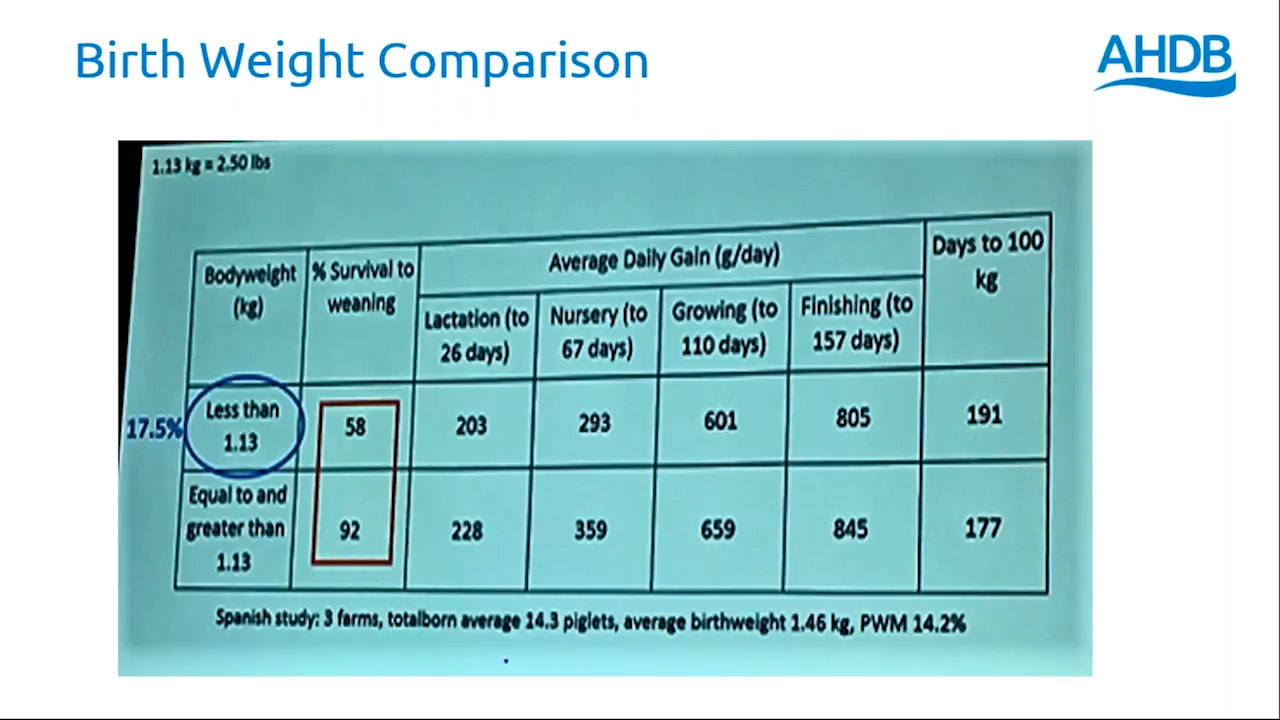 Birth Weight Comparison
AHDB
1.13 kg = 2.50 lbs
Bodyweight
(kg)
% Survival to
weaning
Average Daily Gain (g/day)
Days to 100
kg
Lactation (to
26 days)
Nursery (to
67 days)
Growing (to
110 days)
Finishing (to
157 days)
17.5%
Less than
1.13
58
203
293
601
805
191
Equal to and
greater than
1.13
92
228
359
659
845
177
Spanish study: 3 farms, totalborn average 14.3 piglets, average birthweight 1.46 kg, PWM 14.2%